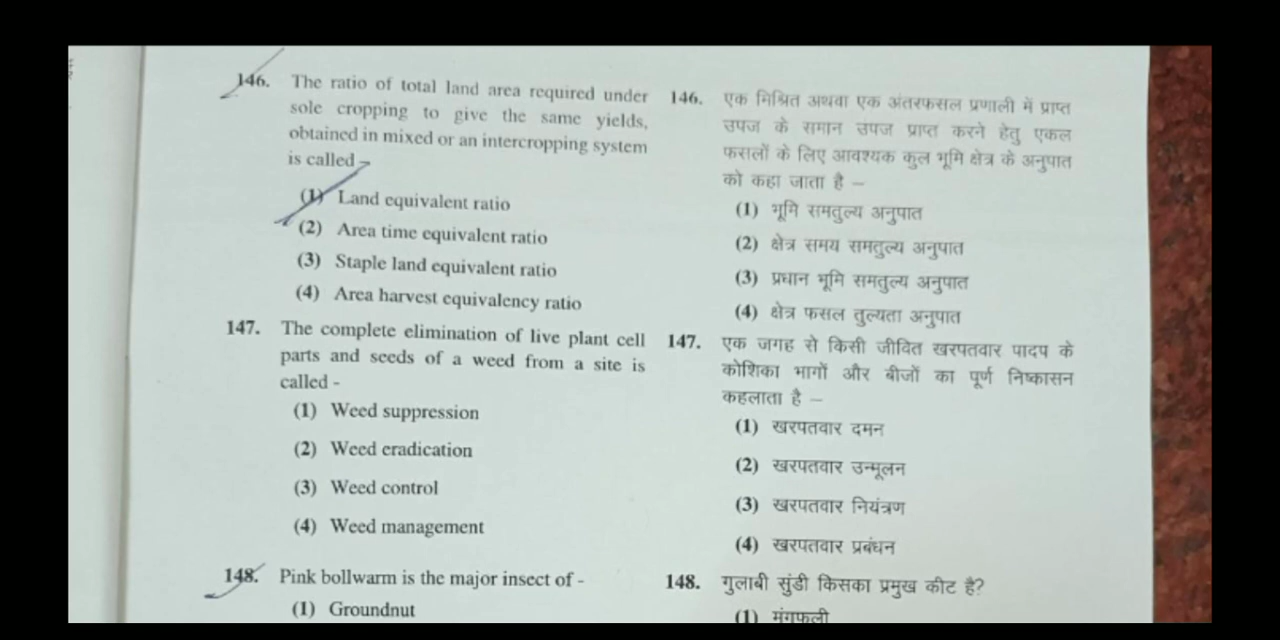 146. The ratio of total land area required under
sole cropping to give the same yields,
obtained in mixed or an intercropping system
is called –
(1) Land equivalent ratio
(2) Area time equivalent ratio
(3) Staple land equivalent ratio
(4) Area harvest equivalency ratio
147. The complete elimination of live plant cell
parts and seeds of a weed from a site is
called -
(1) Weed suppression
(2) Weed eradication
(3) Weed control
(4) Weed management
148. Pink bollwarm is the major insect of -
(1) Groundnut
146. एक मिश्रित अथवा एक अंतरफसल प्रणाली में प्राप्त
उपज के समान उपज प्राप्त करने हेतु एकल
फसलों के लिए आवश्यक कुल भूमि क्षेत्र के अनुपात
को कहा जाता है –
(1) भूमि समतुल्य अनुपात
(2) क्षेत्र समय समतुल्य अनुपात
(3) प्रधान भूमि समतुल्य अनुपात
(4) क्षेत्र फसल तुल्यता अनुपात
147. एक जगह से किसी जीवित खरपतवार पादप के
कोशिका भागों और बीजों का पूर्ण निष्कासन
कहलाता है –
(1) खरपतवार दमन
(2) खरपतवार उन्मूलन
(3) खरपतवार नियंत्रण
(4) खरपतवार प्रबंधन
148. गुलाबी सुंडी किसका प्रमुख कीट है?
(1) मूंगफली